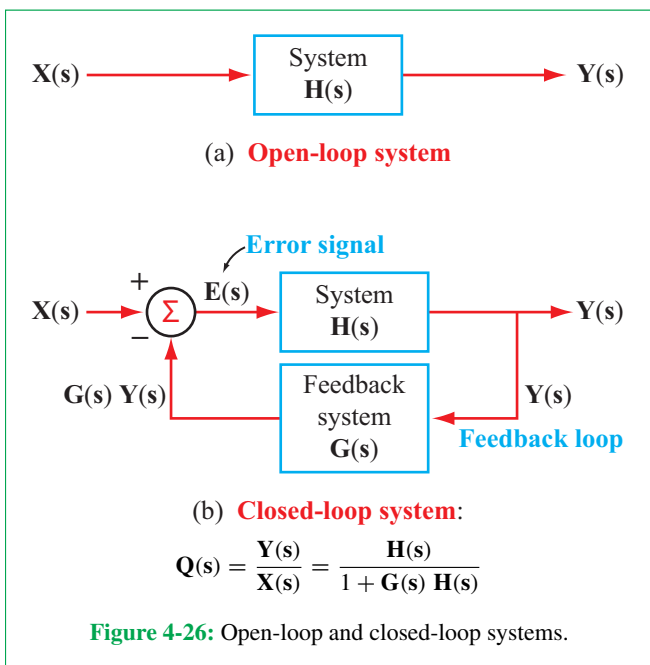 X(s)
System
H(s)
Y(s)
(a) Open-loop system
Error signal
+
X(s)
Σ
−
E(s)
System
H(s)
Y(s)
G(s) Y(s)
Feedback
system
G(s)
Y(s)
Feedback loop
(b) Closed-loop system:
Q(s) = Y(s)/X(s) = H(s)/(1 + G(s) H(s))
Figure 4-26: Open-loop and closed-loop systems.